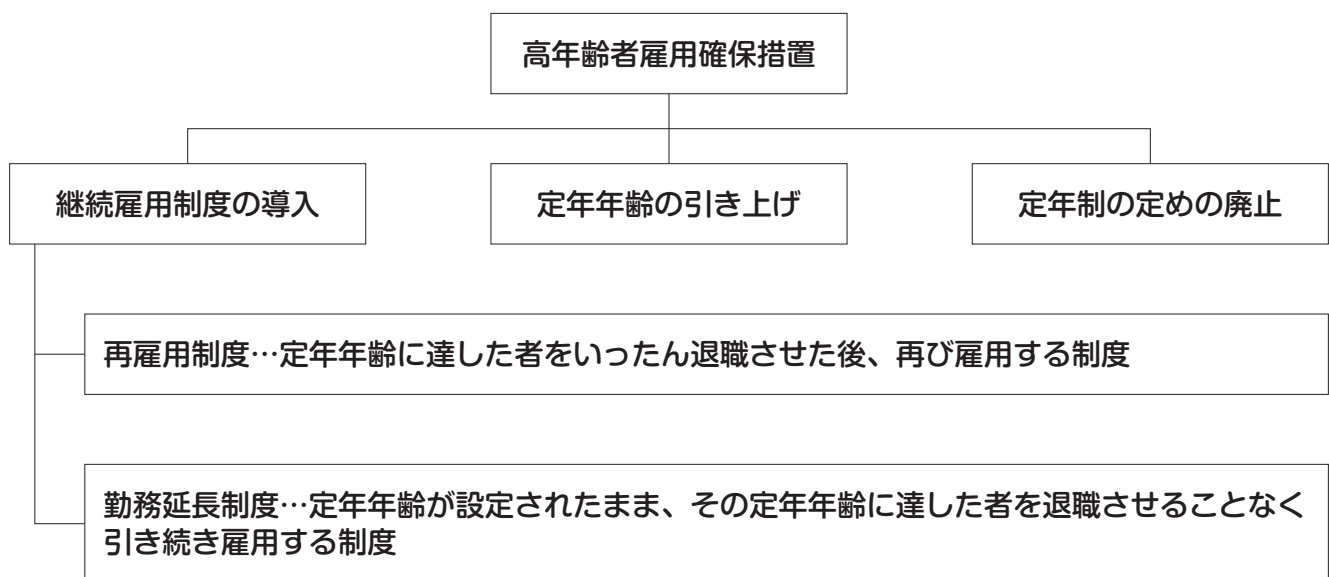 高年齢者雇用確保措置
継続雇用制度の導入
定年年齢の引き上げ
定年制の定めの廃止
再雇用制度…定年年齢に達した者をいったん退職させた後、再び雇用する制度
勤務延長制度…定年年齢が設定されたまま、その定年年齢に達した者を退職させることなく
引き続き雇用する制度